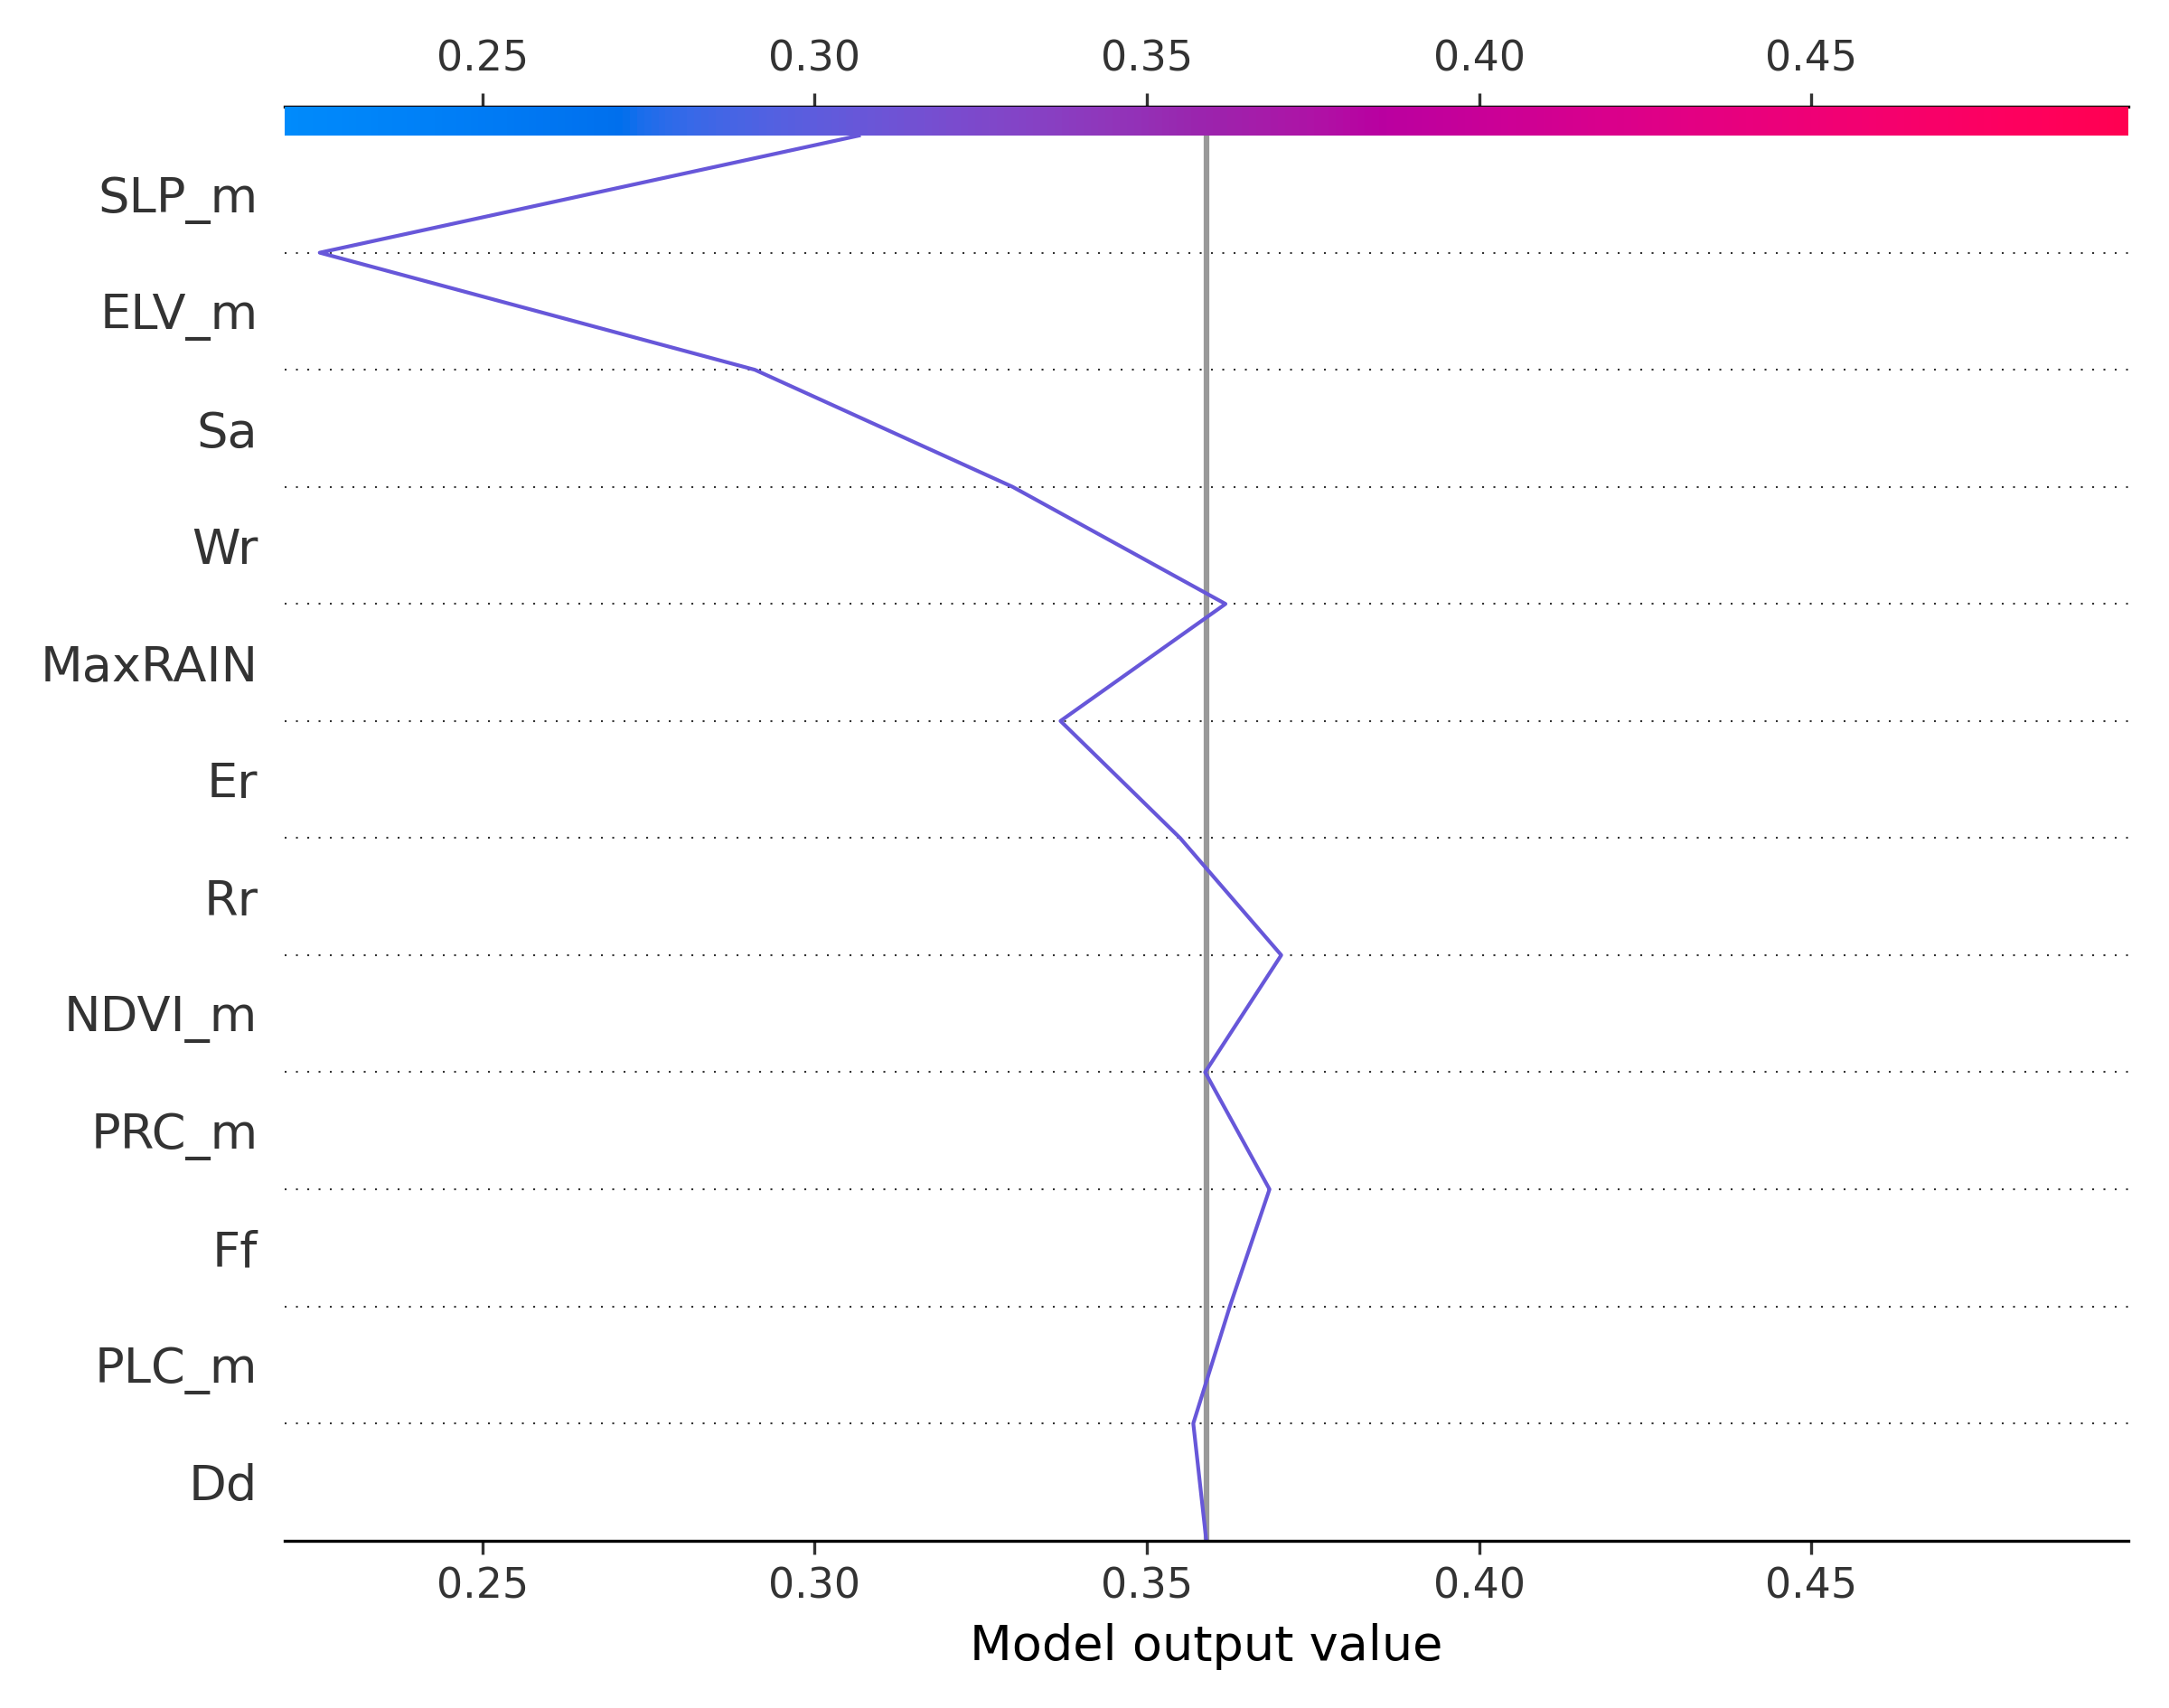 0.25 0.30 0.35 0.40 0.45
SLP_m
ELV_m
Sa
Wr
MaxRAIN
Er
Rr
NDVI_m
PRC_m
Ff
PLC_m
Dd
0.25 0.30 0.35 0.40 0.45
Model output value